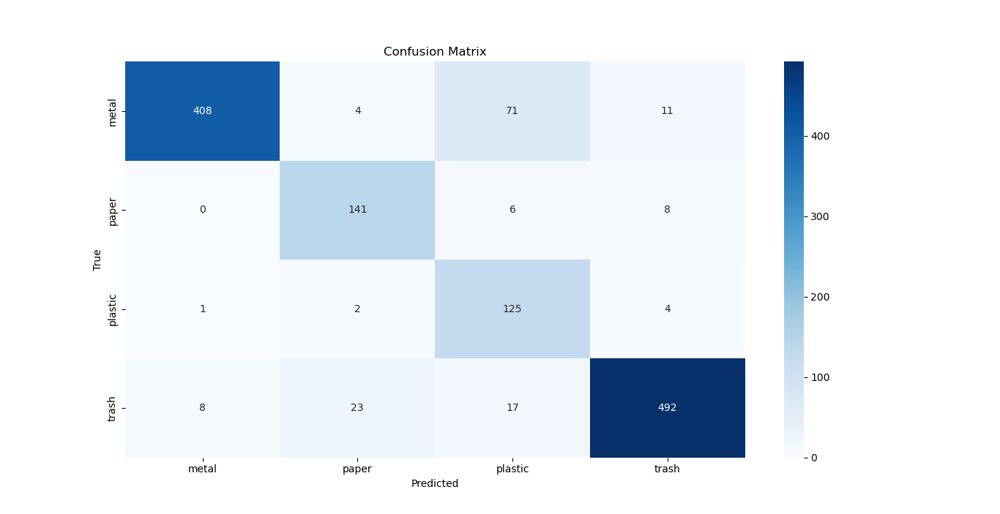 Confusion Matrix
metal 408 4 71 11
paper 0 141 6 8
plastic 1 2 125 4
trash 8 23 17 492
True
metal paper plastic trash
Predicted
400
300
200
100
0